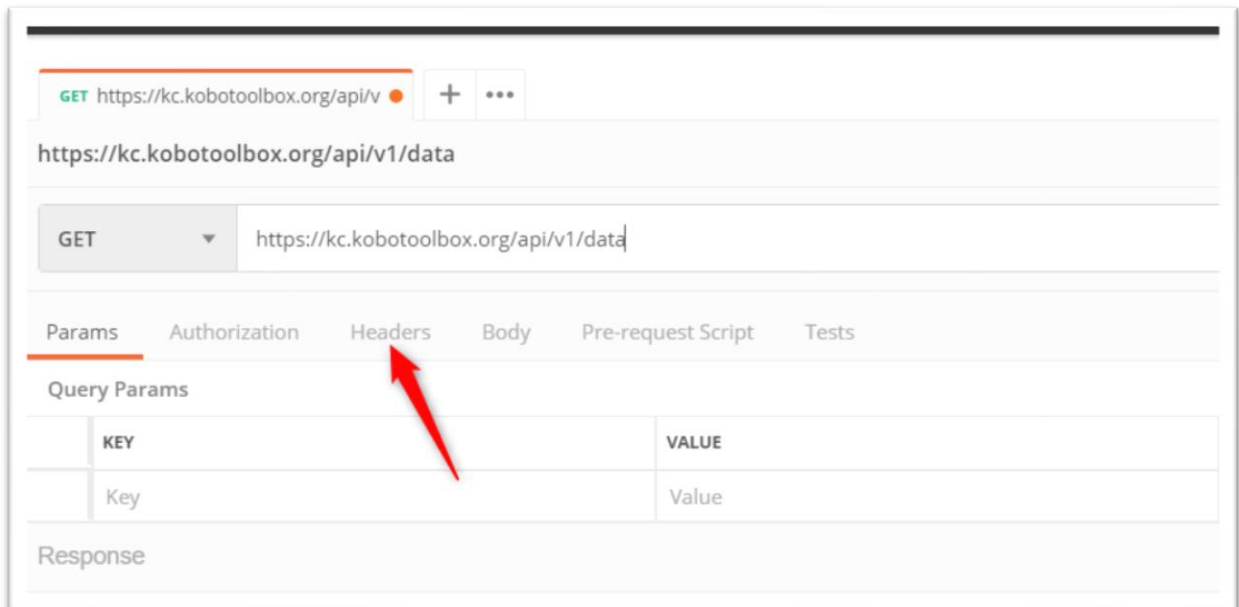 GET https://kc.kobotoolbox.org/api/v
https://kc.kobotoolbox.org/api/v1/data
GET https://kc.kobotoolbox.org/api/v1/data
Params Authorization Headers Body Pre-request Script Tests
Query Params
KEY VALUE
Key Value
Response